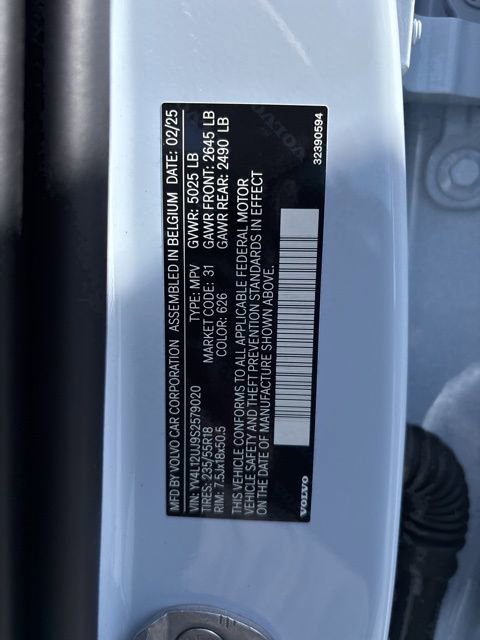 MFD BY VOLVO CAR CORPORATION ASSEMBLED IN BELGIUM DATE: 02/25
VIN: YV4L12UJ9S2579020 TYPE: MPV GVWR: 5025 LB
TIRES: 235/55R18 MARKET CODE: 31 GAWR FRONT: 2645 LB
RIM: 7.5Jx18x50.5 COLOR: 626 GAWR REAR: 2490 LB
THIS VEHICLE CONFORMS TO ALL APPLICABLE FEDERAL MOTOR
VEHICLE SAFETY AND THEFT PREVENTION STANDARDS IN EFFECT
ON DATE OF MANUFACTURE SHOWN ABOVE.
VOLVO 32390594